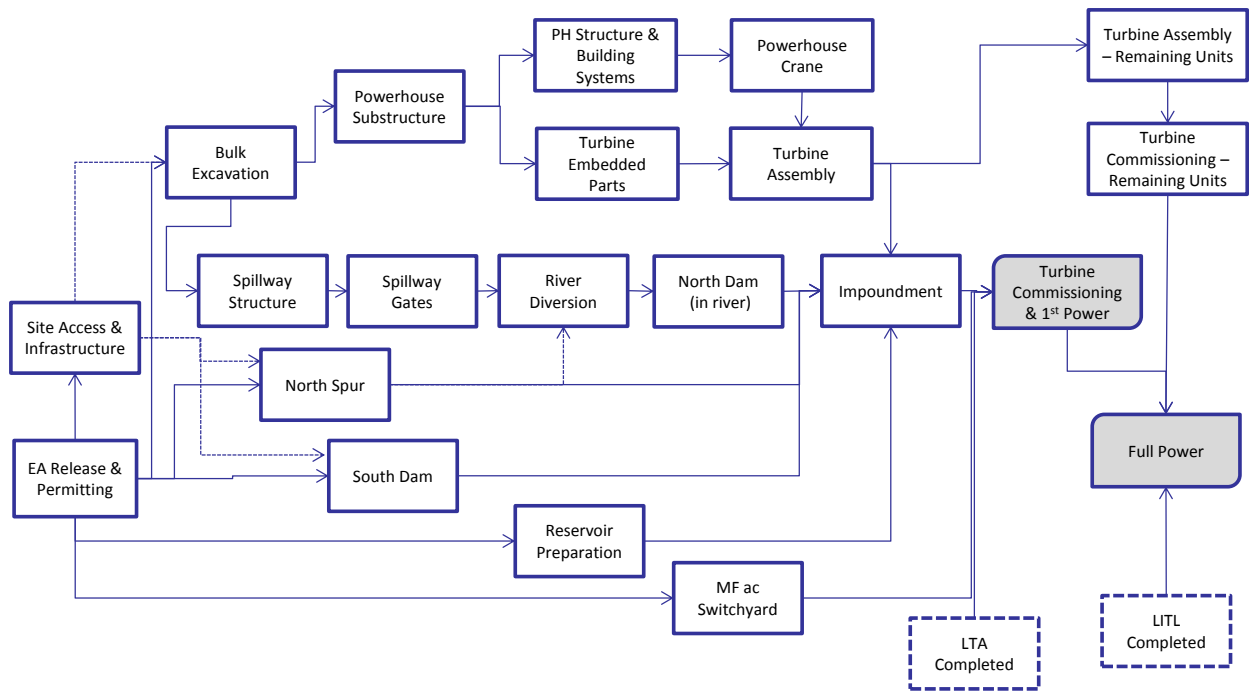 PH Structure &
Building
Systems
Powerhouse
Crane
Turbine Assembly
– Remaining Units
Powerhouse
Substructure
Bulk
Excavation
Turbine
Embedded
Parts
Turbine
Assembly
Turbine
Commissioning –
Remaining Units
Spillway
Structure
Spillway
Gates
River
Diversion
North Dam
(in river)
Impoundment
Turbine
Commissioning
& 1st Power
Site Access &
Infrastructure
North Spur
EA Release &
Permitting
South Dam
Full Power
Reservoir
Preparation
MF ac
Switchyard
LTA
Completed
LITL
Completed